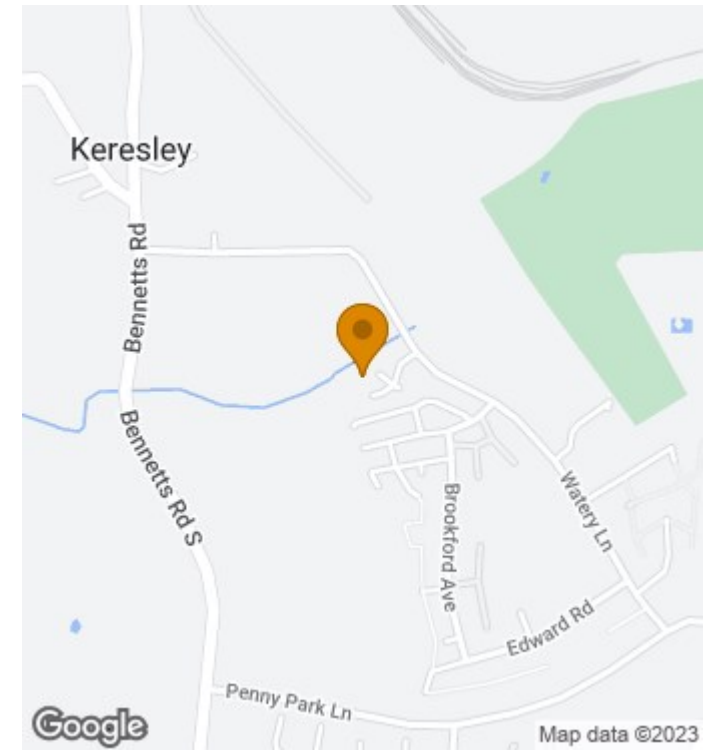 Keresley
Bennetts Rd
Bennetts Rd S
Watery Ln
Brookford Ave
Edward Rd
Penny Park Ln
Google
Map data ©2023